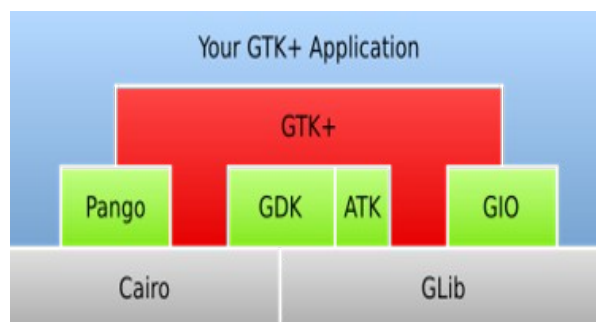 Your GTK+ Application
GTK+
Pango GDK ATK GIO
Cairo GLib